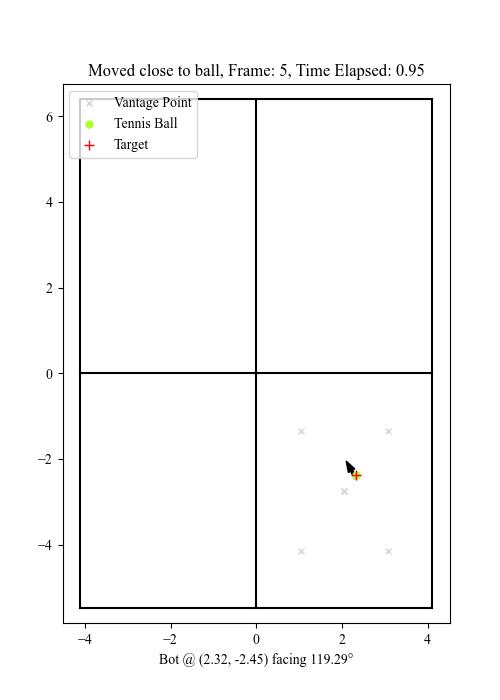 Moved close to ball, Frame: 5, Time Elapsed: 0.95
Vantage Point
Tennis Ball
Target
6
4
2
0
−2
−4
−4 −2 0 2 4
Bot @ (2.32, -2.45) facing 119.29°